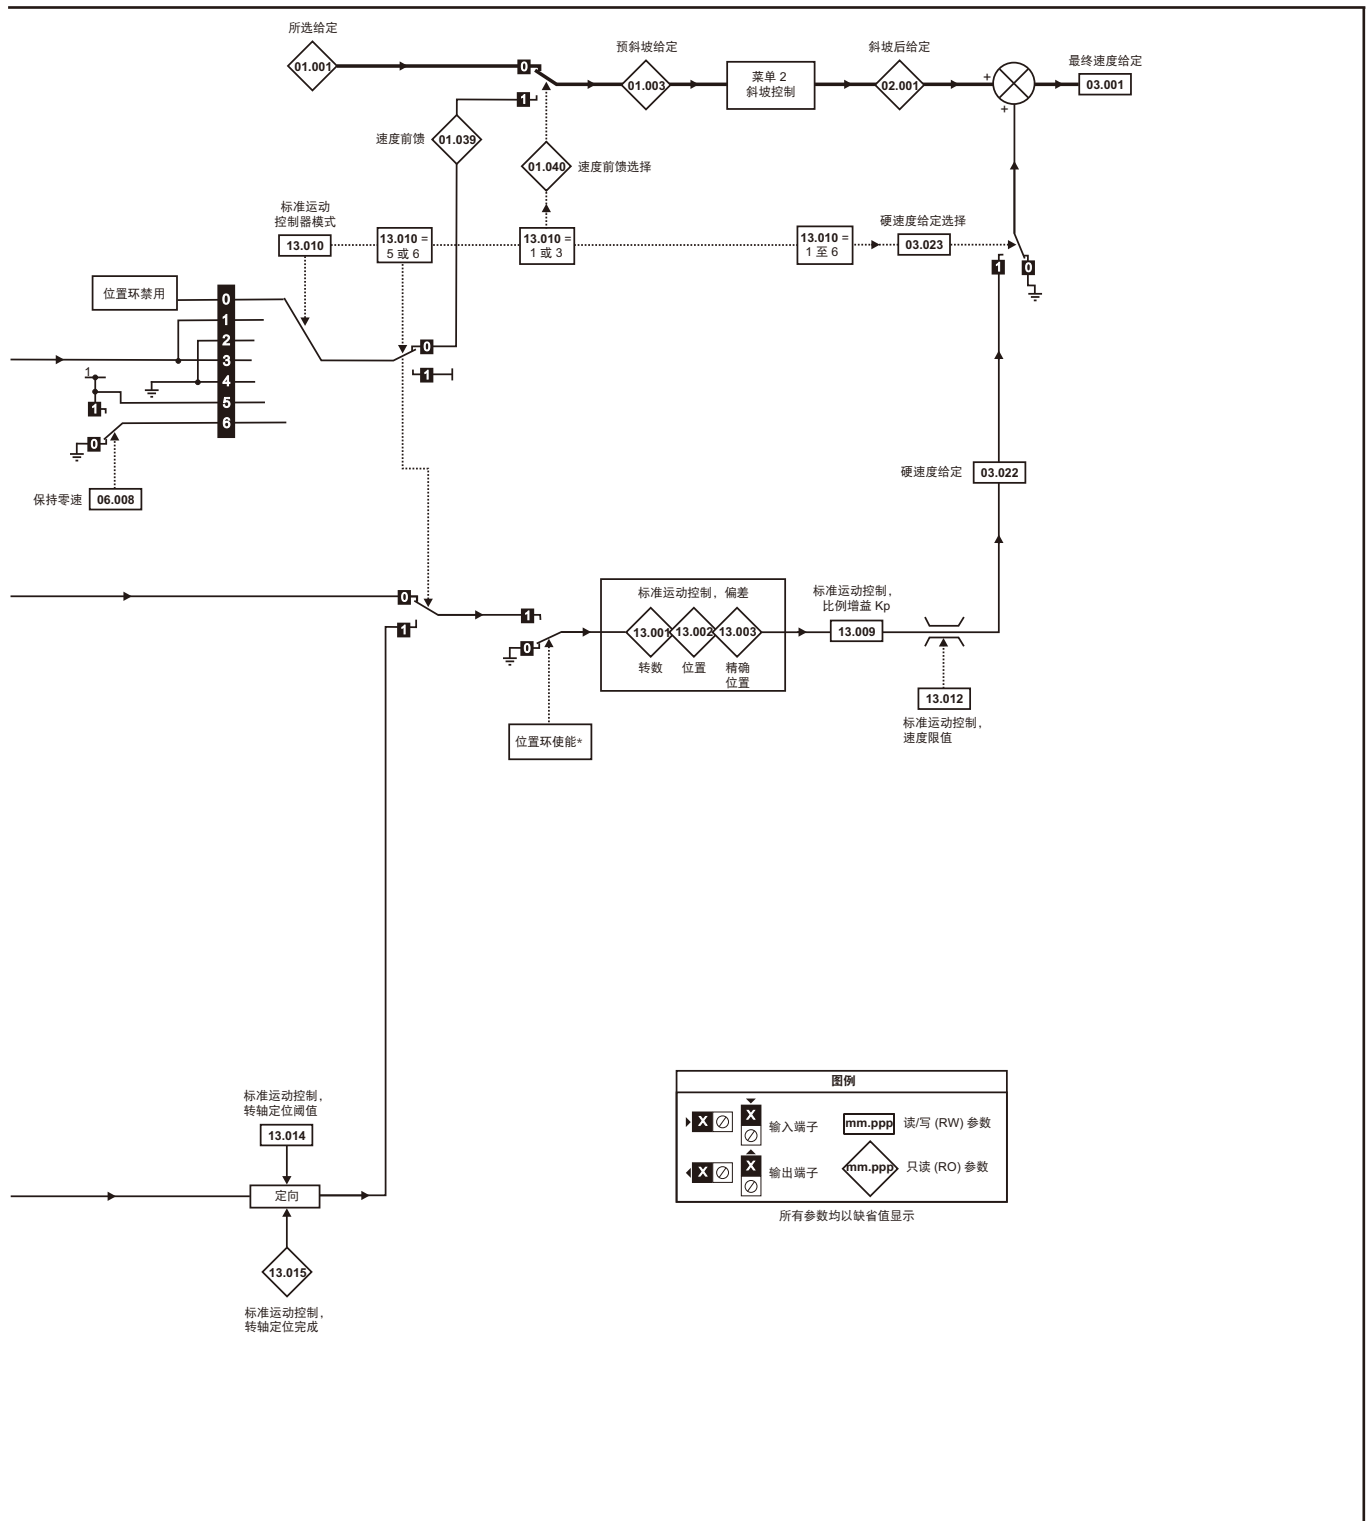 所选给定
01.001
0
预斜坡给定
01.003
菜单 2
斜坡控制
斜坡后给定
02.001
+
+
最终速度给定
03.001
1
速度前馈
01.039
01.040
速度前馈选择
标准运动
控制器模式
13.010
13.010 =
5 或 6
13.010 =
1 或 3
13.010 =
1 至 6
硬速度给定选择
03.023
1
0
位置环禁用
0
1
2
3
4
5
6
0
1
1
1
0
保持零速
06.008
硬速度给定
03.022
0
1
1
0
标准运动控制，偏差
13.001
13.002
13.003
转数
位置
精确
位置
标准运动控制，
比例增益 Kp
13.009
13.012
标准运动控制，
速度限值
位置环使能*
标准运动控制，
转轴定位阈值
13.014
定向
13.015
标准运动控制，
转轴定位完成
图例
X
X
输入端子
mm.ppp
读/写 (RW) 参数
X
X
输出端子
mm.ppp
只读 (RO) 参数
所有参数均以缺省值显示